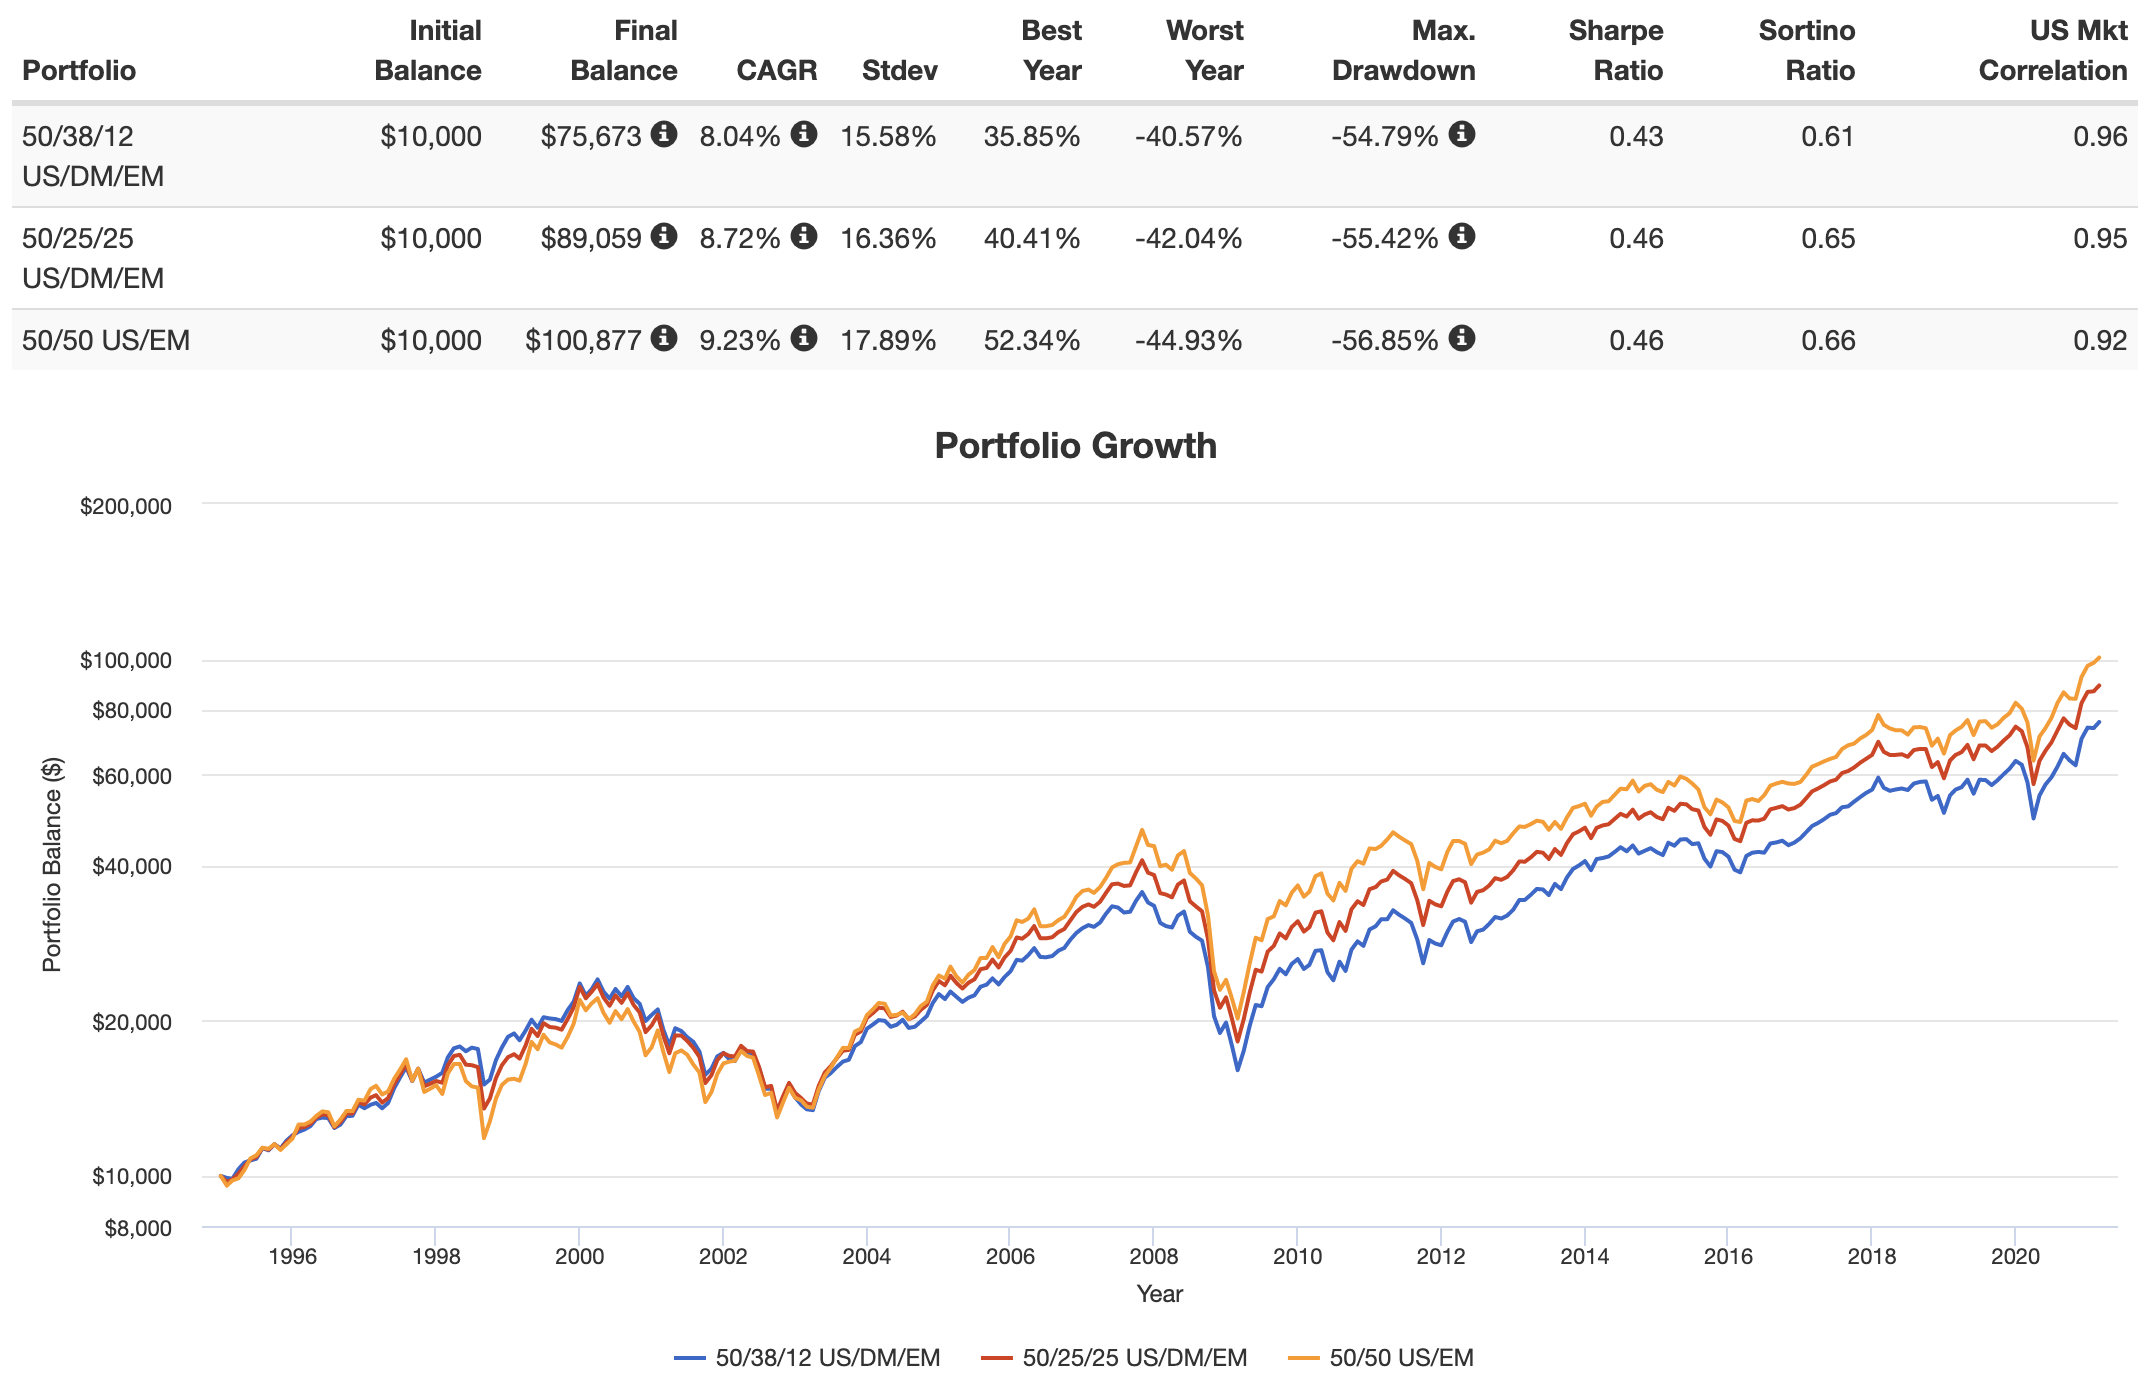 Portfolio Initial Balance Final Balance CAGR Stdev Best Year Worst Year Max. Drawdown Sharpe Ratio Sortino Ratio US Mkt Correlation
50/38/12 US/DM/EM $10,000 $75,673 8.04% 15.58% 35.85% -40.57% -54.79% 0.43 0.61 0.96
50/25/25 US/DM/EM $10,000 $89,059 8.72% 16.36% 40.41% -42.04% -55.42% 0.46 0.65 0.95
50/50 US/EM $10,000 $100,877 9.23% 17.89% 52.34% -44.93% -56.85% 0.46 0.66 0.92
Portfolio Growth
Portfolio Balance ($)
$200,000
$100,000
$80,000
$60,000
$40,000
$20,000
$10,000
$8,000
1996 1998 2000 2002 2004 2006 2008 2010 2012 2014 2016 2018 2020
Year
50/38/12 US/DM/EM 50/25/25 US/DM/EM 50/50 US/EM